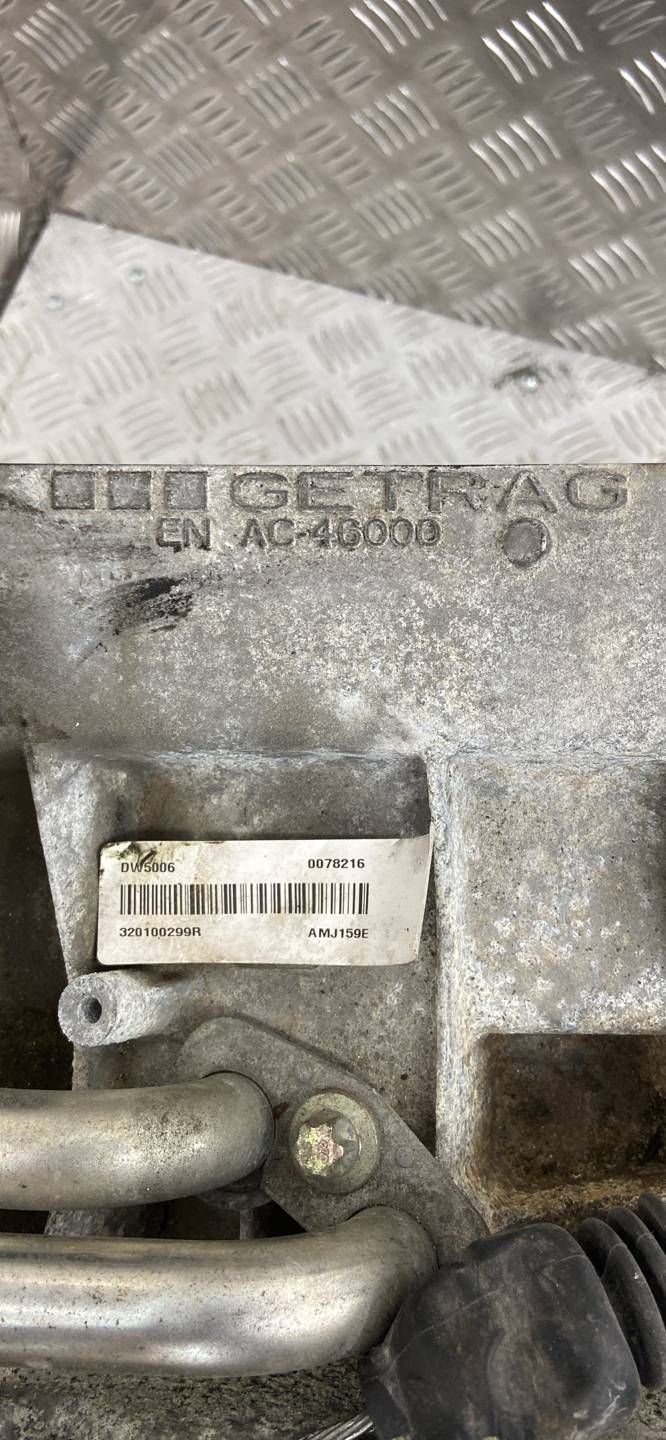 GETRAG
EN AC-46000
DW5006 0078216
320100299R AMJ159E